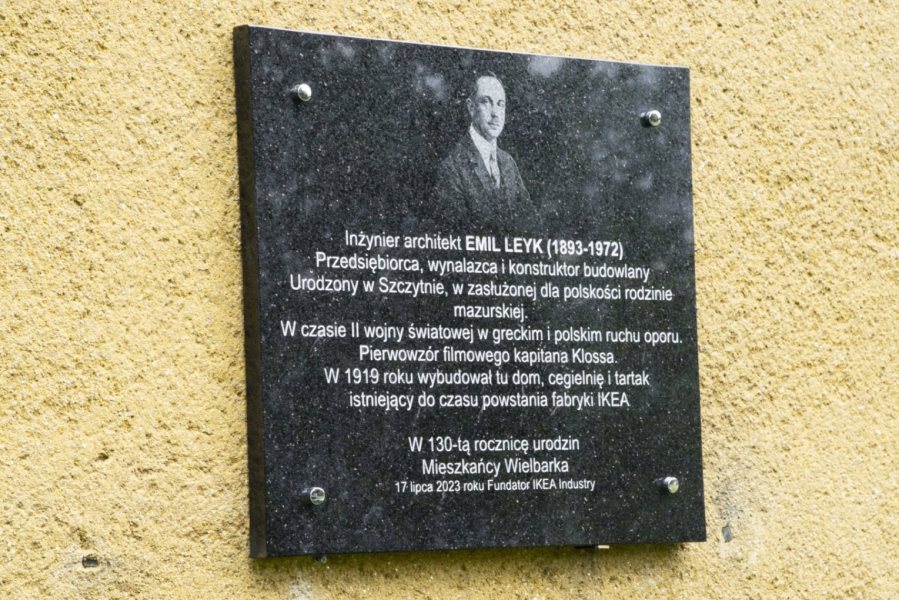 Inżynier architekt EMIL LEYK (1893-1972)
Przedsiębiorca, wynalazca i konstruktor budowlany
Urodzony w Szczytnie, w zasłużonej dla polskości rodzinie
mazurskiej.
W czasie II wojny światowej w greckim i polskim ruchu oporu.
Pierwowzór filmowego kapitana Klossa.
W 1919 roku wybudował tu dom, cegielnię i tartak
istniejący do czasu powstania fabryki IKEA
W 130-tą rocznicę urodzin
Mieszkańcy Wielbarka
17 lipca 2023 roku Fundator IKEA Industry